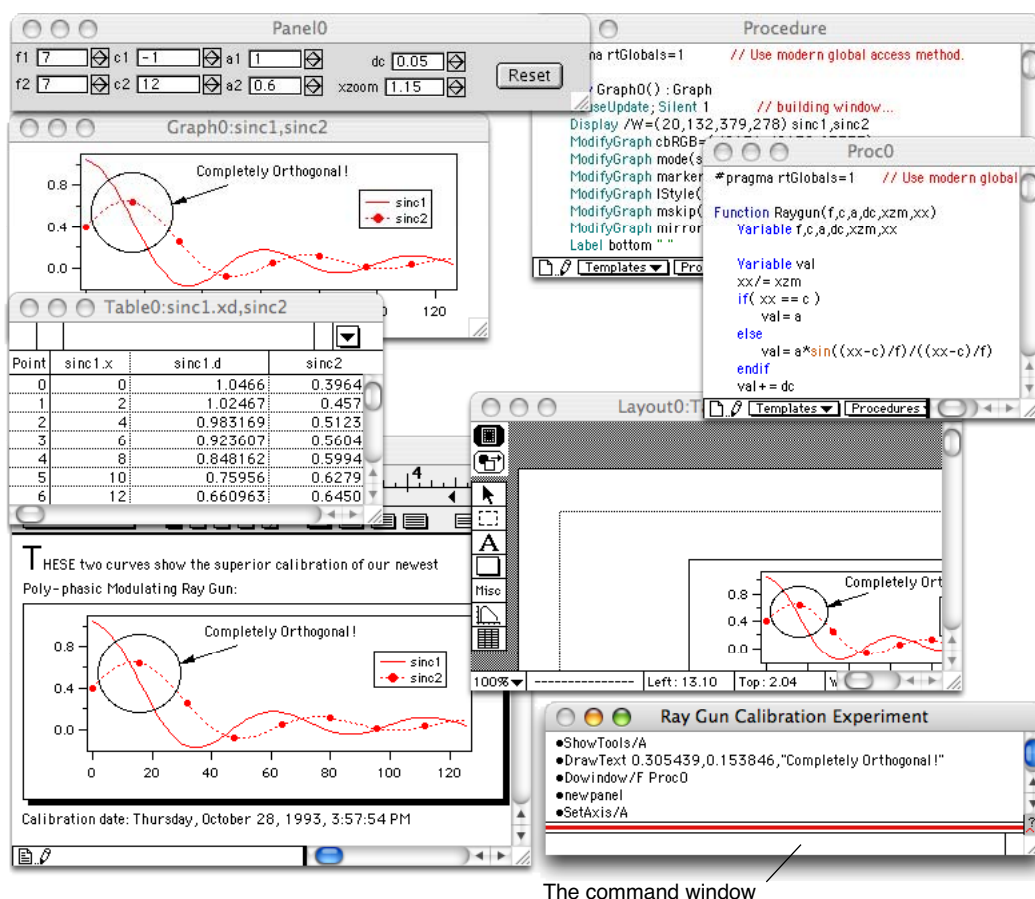 Panel0
f1 7 c1 -1 a1 1 dc 0.05
f2 7 c2 12 a2 0.6 xzoom 1.15
Reset
Procedure
rtGlobals=1 // Use modern global access method.
Graph0() : Graph
Silent 1 // building window...
Display /W=(20,132,379,278) sinc1,sinc2
ModifyGraph
ModifyGraph
ModifyGraph
ModifyGraph
ModifyGraph
ModifyGraph
Label bottom " "
Templates
Proc0
#pragma rtGlobals=1 // Use modern global
Function Raygun(f,c,a,dc,xzm,xx)
Variable f,c,a,dc,xzm,xx
Variable val
xx/= xzm
if( xx == c )
val= a
else
val= a*sin((xx-c)/f)/((xx-c)/f)
endif
val+= dc
Templates Procedures
Graph0:sinc1,sinc2
Completely Orthogonal!
sinc1
sinc2
0.8
0.4
0.0
120
Table0:sinc1.xd,sinc2
Point sinc1.x sinc1.d sinc2
0 0 1.0466 0.3964
1 2 1.02467 0.457
2 4 0.983169 0.5123
3 6 0.923607 0.5604
4 8 0.848162 0.5994
5 10 0.75956 0.6279
6 12 0.660963 0.6450
4
THESE two curves show the superior calibration of our newest
Poly-phasic Modulating Ray Gun:
Completely Orthogonal!
sinc1
sinc2
0.8
0.4
0.0
0 20 40 60 80 100 120
Calibration date: Thursday, October 28, 1993, 3:57:54 PM
Layout0:
A
Misc
Completely
0.8
0.4
0.0
100% Left: 13.10 Top: 2.04
Ray Gun Calibration Experiment
•ShowTools/A
•DrawText 0.305439,0.153846,"Completely Orthogonal!"
•Dowindow/F Proc0
•newpanel
•SetAxis/A
?
The command window